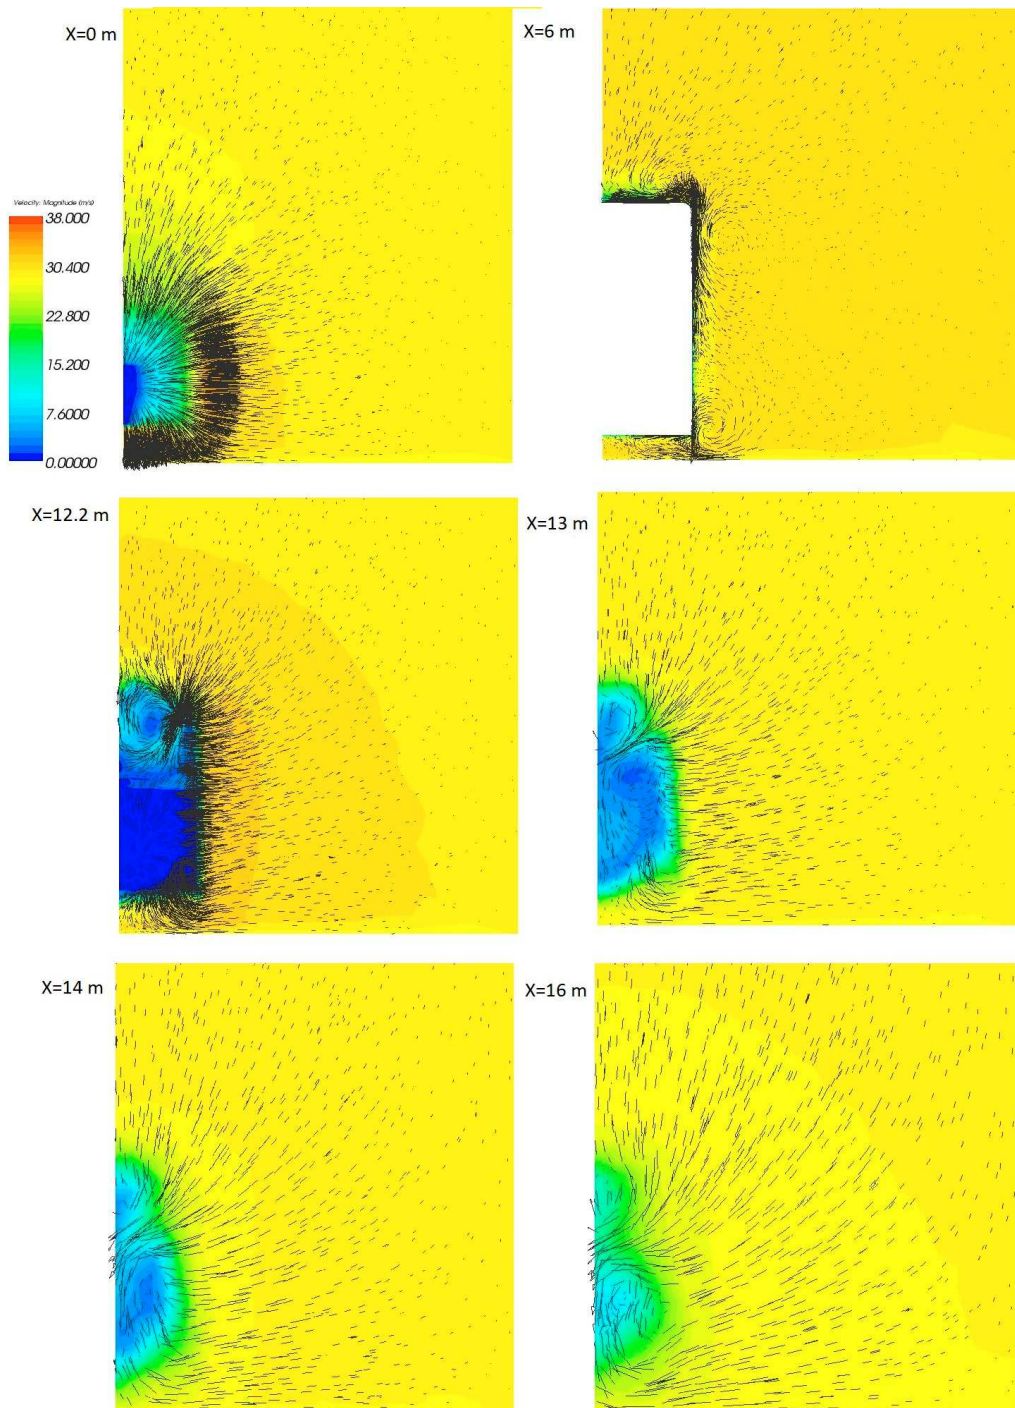 X=0 m
X=6 m
Velocity: Magnitude (m/s)
38.000
30.400
22.800
15.200
7.6000
0.00000
X=12.2 m
X=13 m
X=14 m
X=16 m